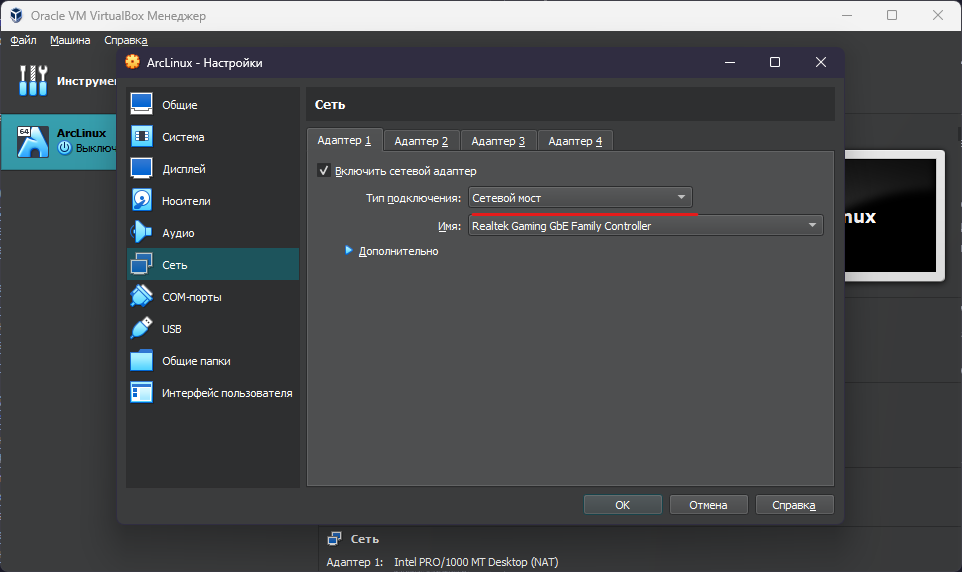 Oracle VM VirtualBox Менеджер
Файл Машина Справка
ArcLinux - Настройки
64
ArcLinux
Общие
Система
Дисплей
Носители
Аудио
Сеть
COM-порты
USB
Общие папки
Интерфейс пользователя
Сеть
Адаптер 1 Адаптер 2 Адаптер 3 Адаптер 4
Включить сетевой адаптер
Тип подключения: Сетевой мост
Имя: Realtek Gaming GbE Family Controller
Дополнительно
OK Отмена Справка
Сеть
Адаптер 1: Intel PRO/1000 MT Desktop (NAT)